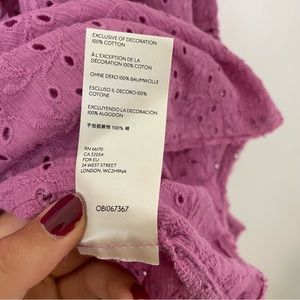 EXCLUSIVE OF DECORATION
100% COTTON
A L'EXCEPTION DE LA
DÉCORATION 100% COTON
OHNE DEKO 100% BAUMWOLLE
ESCLUSO IL DECORO 100%
COTONE
EXCLUYENDO LA DECORACIÓN
100% ALGODÓN
不包括装饰 100% 棉
RN 66170
CA 52054
FOR EU
24 WEST STREET
LONDON, WC2H9NA
OBI067367